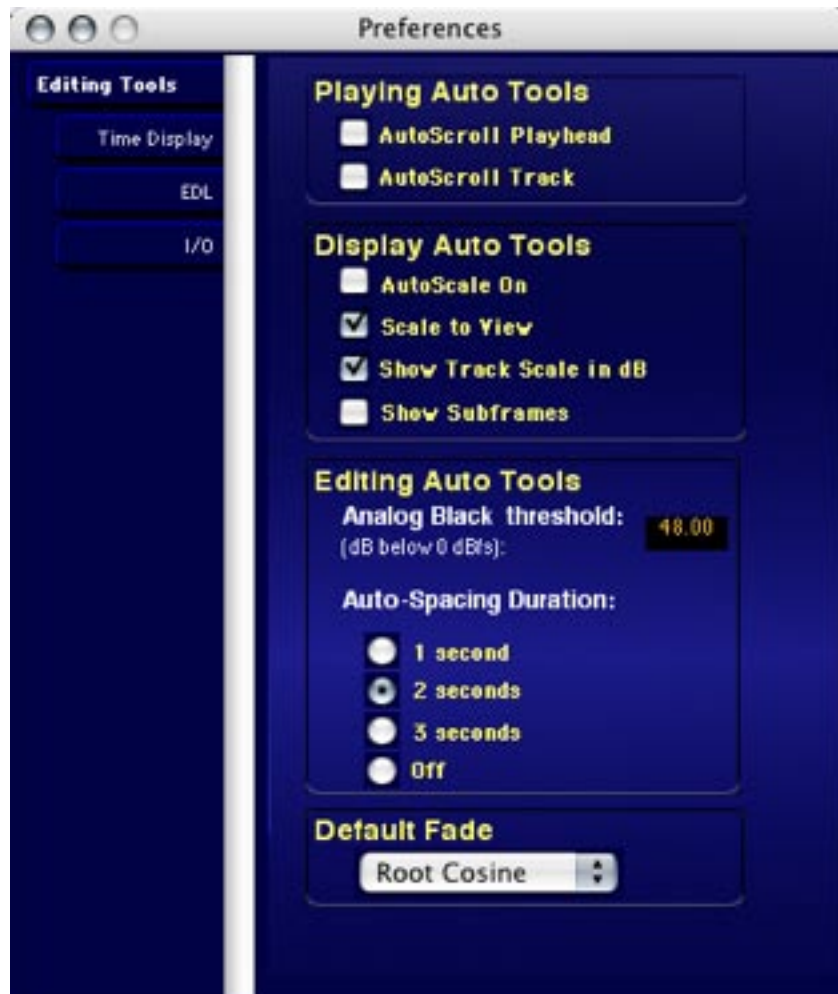 Preferences
Editing Tools
Time Display
EDL
I/O
Playing Auto Tools
AutoScroll Playhead
AutoScroll Track
Display Auto Tools
AutoScale On
Scale to View
Show Track Scale in dB
Show Subframes
Editing Auto Tools
Analog Black threshold: 48.00
(dB below 0 dBfs):
Auto-Spacing Duration:
1 second
2 seconds
3 seconds
Off
Default Fade
Root Cosine